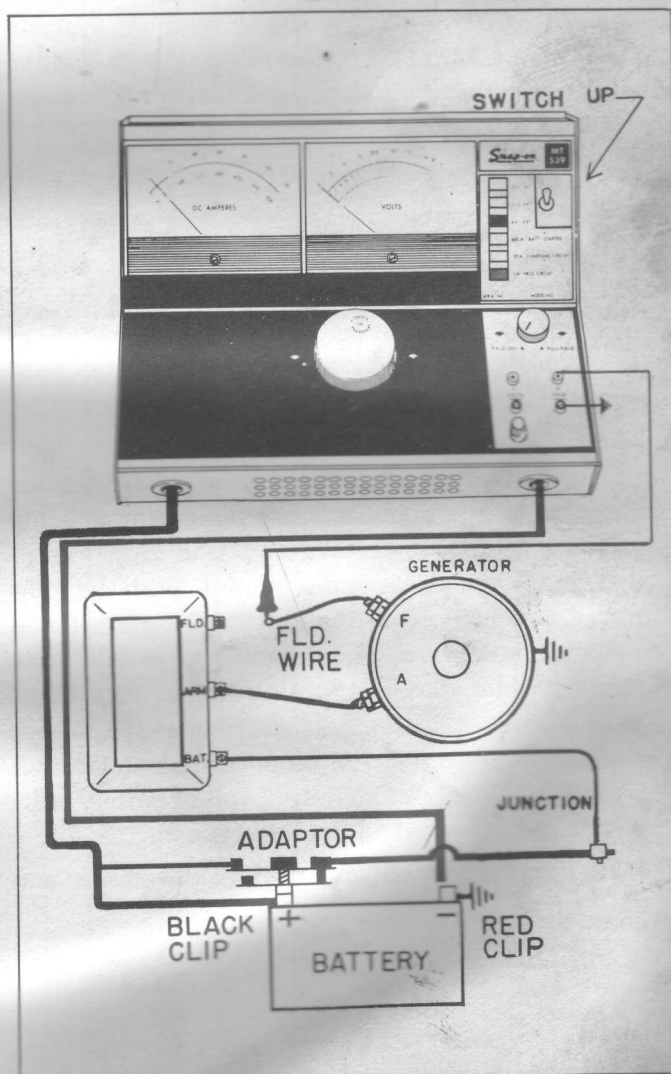 SWITCH UP
Snap-on
MT
539
DC AMPERES
VOLTS
GENERATOR
FLD.
FLD.
WIRE
F
A
ARM.
BAT.
JUNCTION
ADAPTOR
BLACK
CLIP
+
−
RED
CLIP
BATTERY